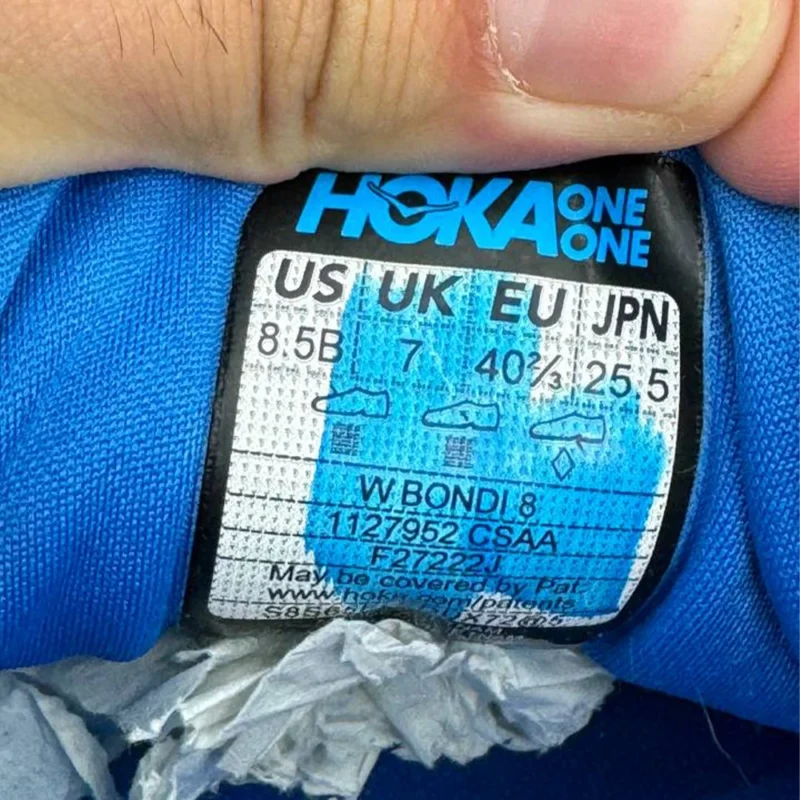 HOKA ONE ONE
US UK EU JPN
8.5B 7 40⅔ 25.5
W BONDI 8
1127952 CSAA
F27222J
May be covered by Pat.
www.hoka.com/patents